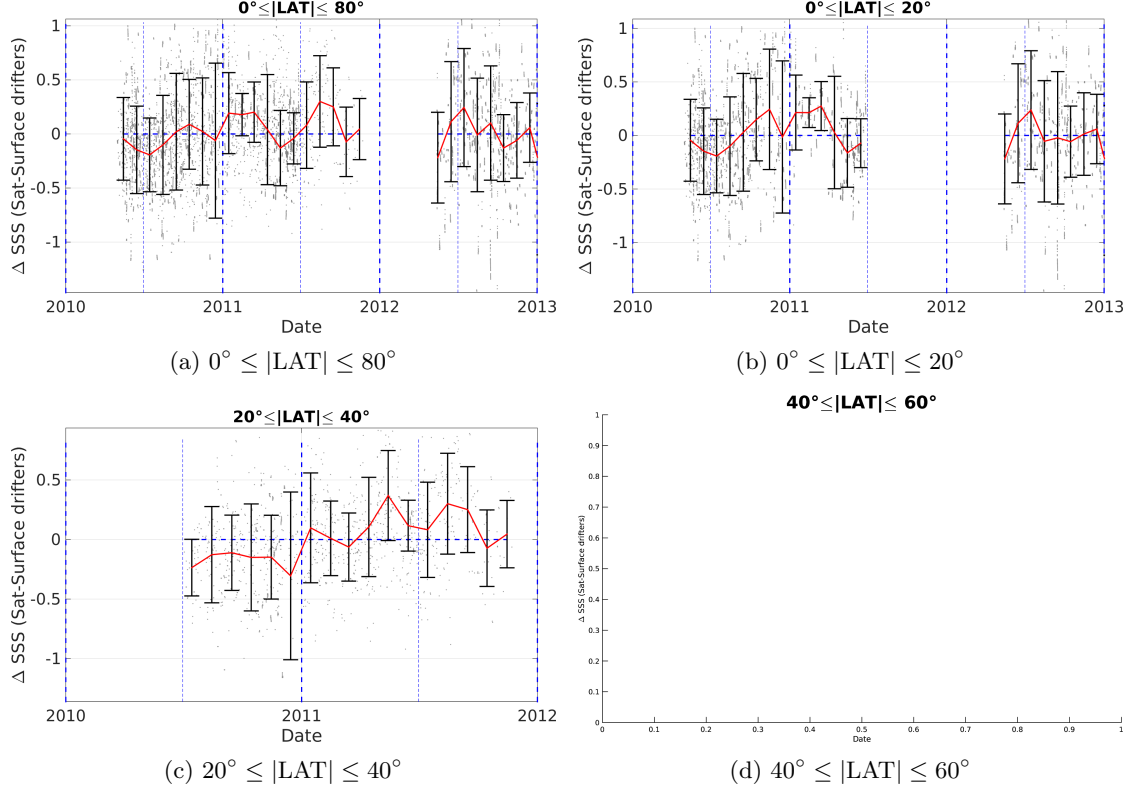 0°≤|LAT|≤ 80°
Δ SSS (Sat-Surface drifters)
1
0.5
0
-0.5
-1
2010
2011
2012
2013
Date
(a) 0° ≤ |LAT| ≤ 80°
0°≤|LAT|≤ 20°
Δ SSS (Sat-Surface drifters)
1
0.5
0
-0.5
-1
2010
2011
2012
2013
Date
(b) 0° ≤ |LAT| ≤ 20°
20°≤|LAT|≤ 40°
Δ SSS (Sat-Surface drifters)
0.5
0
-0.5
-1
2010
2011
2012
Date
(c) 20° ≤ |LAT| ≤ 40°
40°≤|LAT|≤ 60°
Δ SSS (Sat-Surface drifters)
1
0.9
0.8
0.7
0.6
0.5
0.4
0.3
0.2
0.1
0
0
0.1
0.2
0.3
0.4
0.5
0.6
0.7
0.8
0.9
1
Date
(d) 40° ≤ |LAT| ≤ 60°